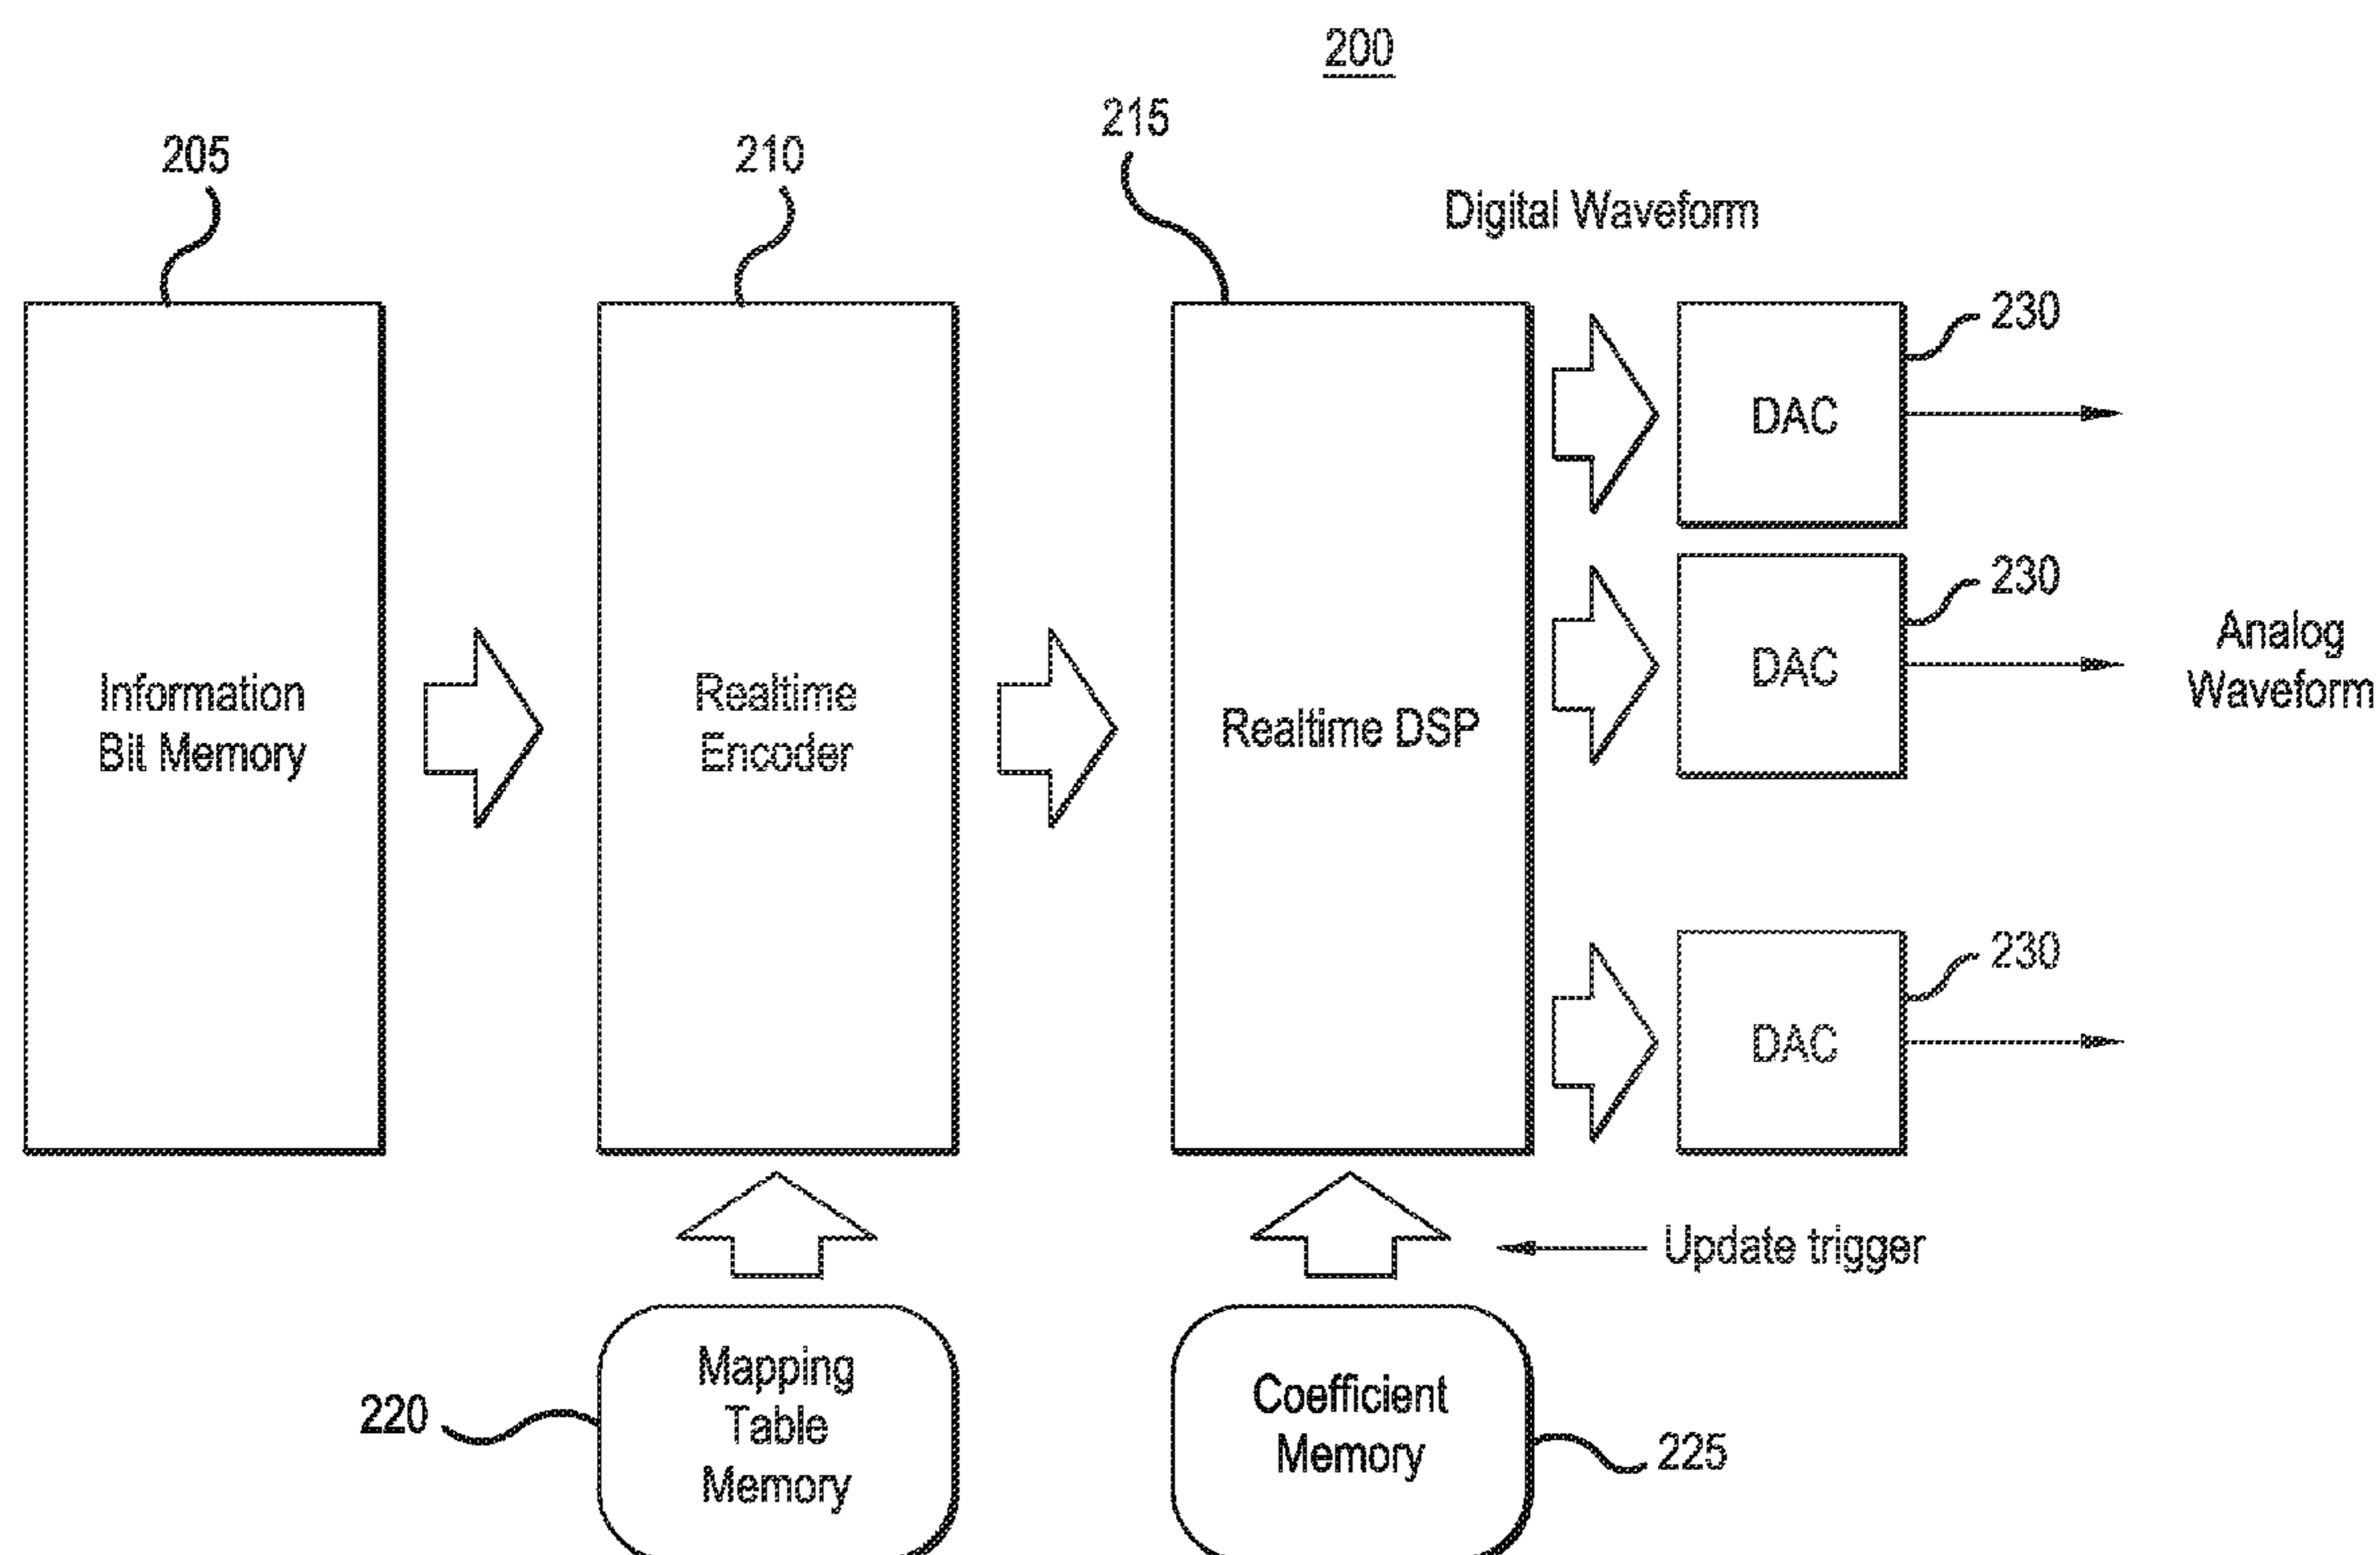 200
205
210
215
Digital Waveform
230
DAC
230
DAC
Analog
Waveform
Information
Bit Memory
Realtime
Encoder
Realtime DSP
230
DAC
Update trigger
220
Mapping
Table
Memory
Coefficient
Memory
225